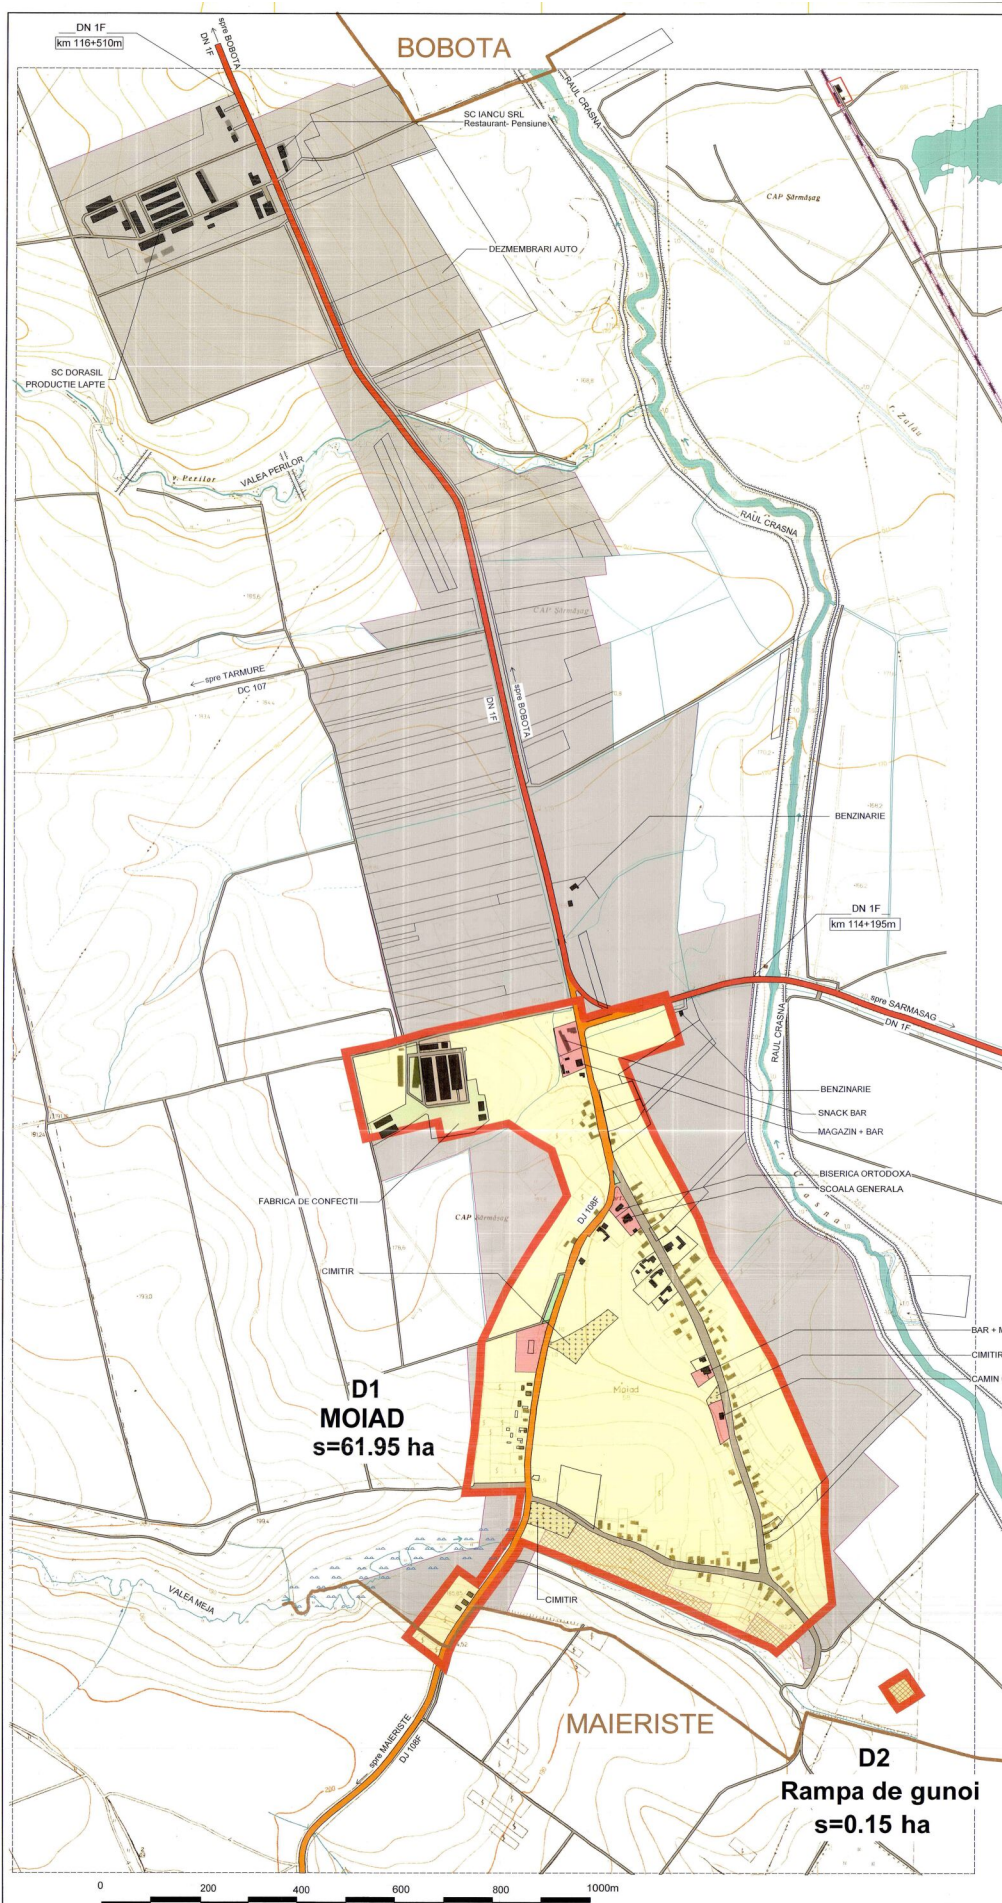 DN 1F
km 116+510m
spre BOBOTA
DN 1F
BOBOTA
RAUL CRASNA
SC IANCU SRL
Restaurant- Pensiune
CAP Şărmăşag
DEZMEMBRARI AUTO
SC DORASIL
PRODUCTIE LAPTE
r. Zalău
v. Perilor
VALEA PERILOR
RAUL CRASNA
CAP Şărmăşag
spre TARMURE
DC 107
DN 1F
spre BOBOTA
BENZINARIE
DN 1F
km 114+195m
spre SARMASAG
DN 1F
RAUL CRASNA
BENZINARIE
SNACK BAR
MAGAZIN + BAR
r. Crasna
BISERICA ORTODOXA
SCOALA GENERALA
FABRICA DE CONFECTII
DJ 108F
CAP Şărmăşag
CIMITIR
BAR + M
CIMITIR
CAMIN
Moiad
D1
MOIAD
s=61.95 ha
VALEA MEJA
CIMITIR
spre MAIERISTE
DJ 108F
MAIERISTE
D2
Rampa de gunoi
s=0.15 ha
0 200 400 600 800 1000m